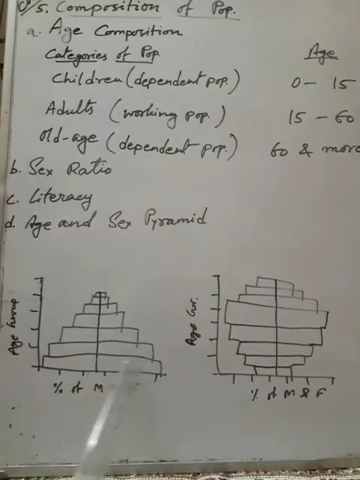 5. Composition of Pop.
a. Age Composition
Categories of Pop. Age
Children (dependent pop.) 0 - 15
Adults (working pop.) 15 - 60
Old-age (dependent pop.) 60 & more
b. Sex Ratio
c. Literacy
d. Age and Sex Pyramid
Age Group
Age Gr.
% of M
% of M & F